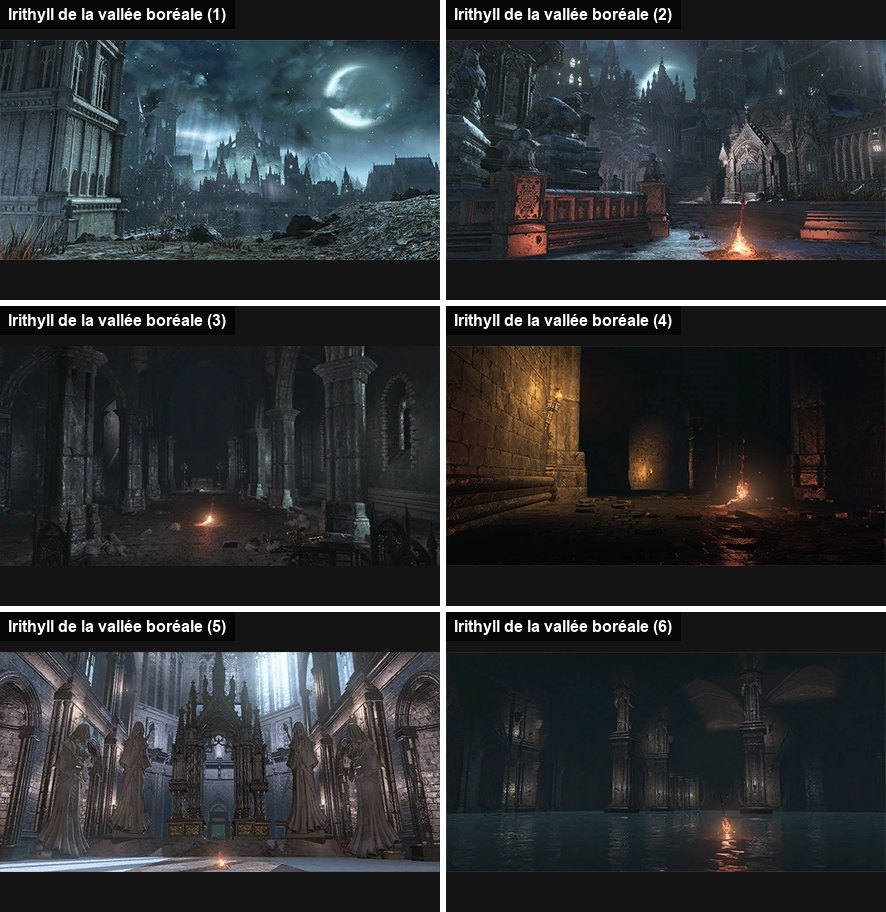 Irithyll de la vallée boréale (1)
Irithyll de la vallée boréale (2)
Irithyll de la vallée boréale (3)
Irithyll de la vallée boréale (4)
Irithyll de la vallée boréale (5)
Irithyll de la vallée boréale (6)